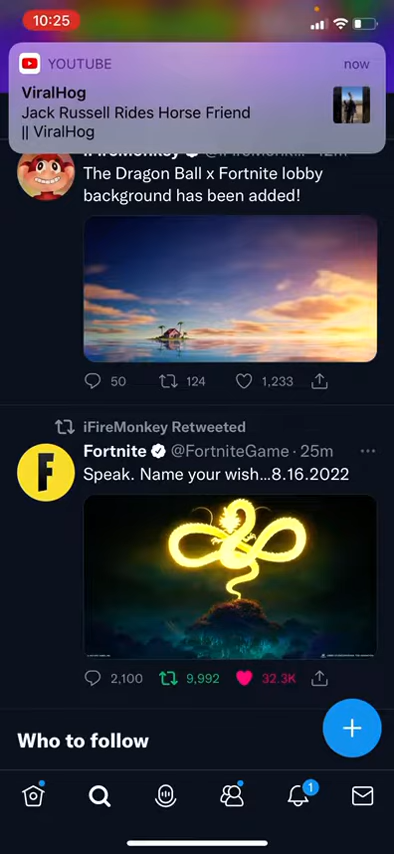 10:25
YOUTUBE
now
ViralHog
Jack Russell Rides Horse Friend
|| ViralHog
The Dragon Ball x Fortnite lobby
background has been added!
50 124 1,233
iFireMonkey Retweeted
Fortnite @FortniteGame · 25m
Speak. Name your wish...8.16.2022
2,100 9,992 32.3K
Who to follow
1